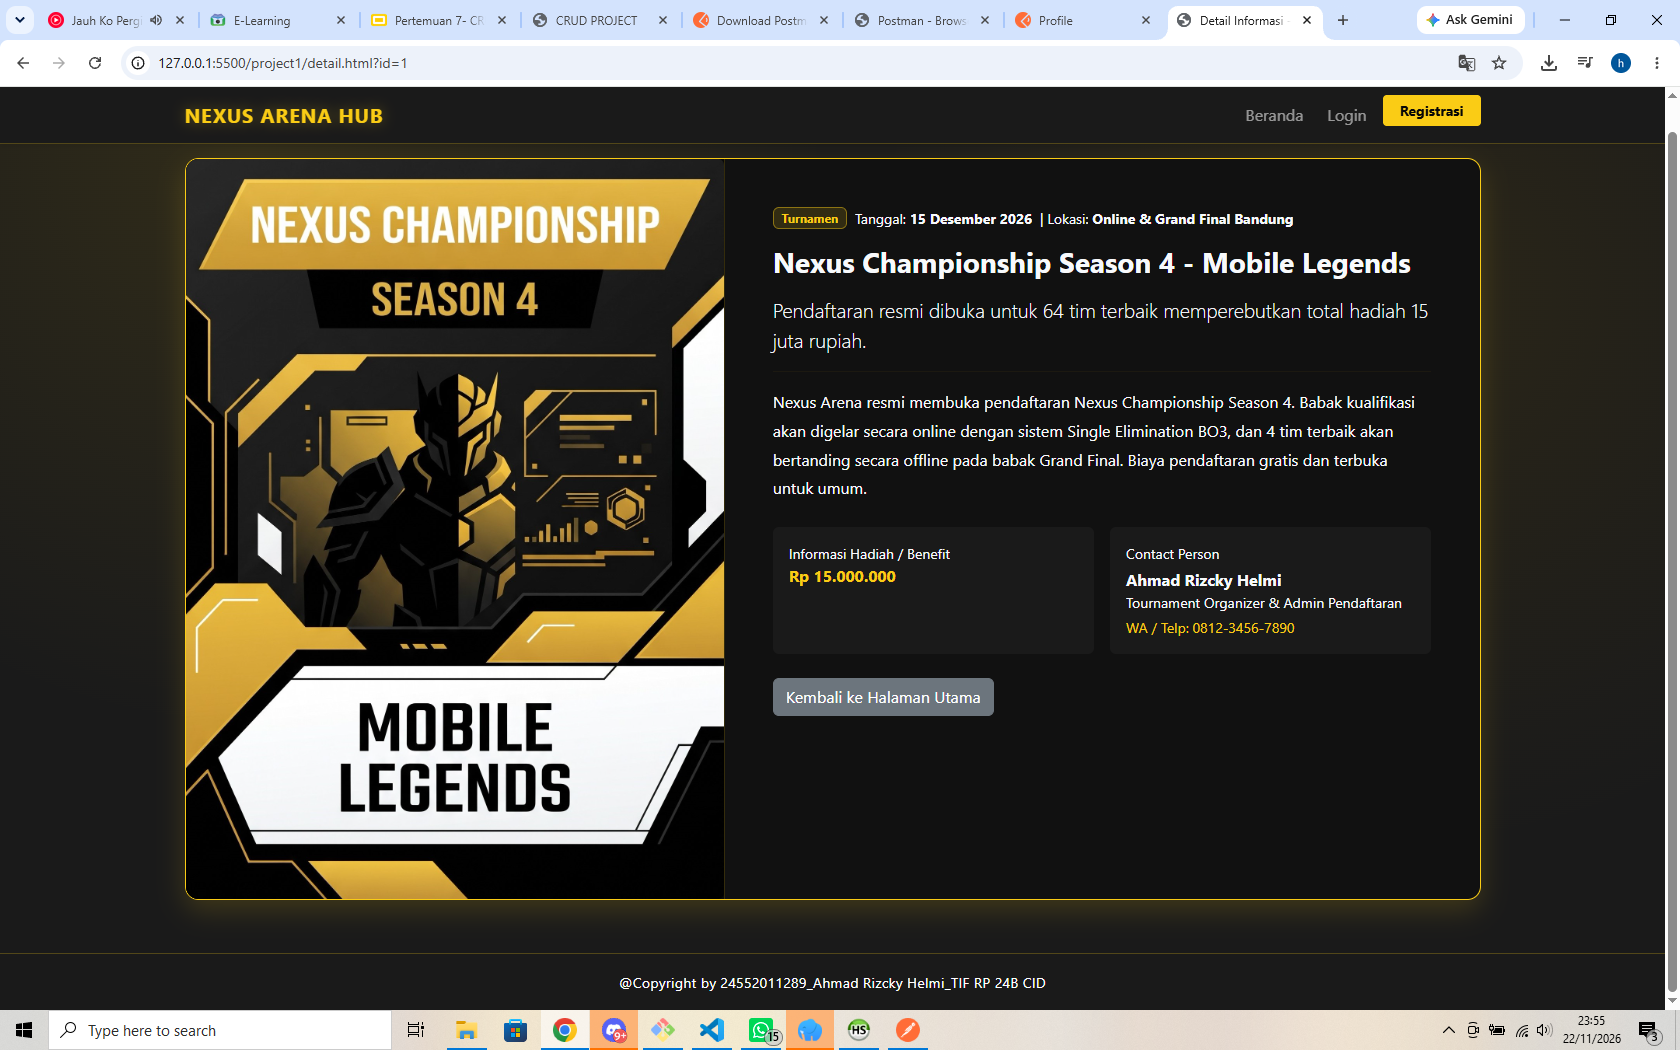 Jauh Ko Pergi
E-Learning
Pertemuan 7- CR
CRUD PROJECT
Download Postm
Postman - Brows
Profile
Detail Informasi -
Ask Gemini
127.0.0.1:5500/project1/detail.html?id=1
h
NEXUS ARENA HUB
Beranda
Login
Registrasi
NEXUS CHAMPIONSHIP
SEASON 4
MOBILE
LEGENDS
Turnamen Tanggal: 15 Desember 2026 | Lokasi: Online & Grand Final Bandung
Nexus Championship Season 4 - Mobile Legends
Pendaftaran resmi dibuka untuk 64 tim terbaik memperebutkan total hadiah 15
juta rupiah.
Nexus Arena resmi membuka pendaftaran Nexus Championship Season 4. Babak kualifikasi
akan digelar secara online dengan sistem Single Elimination BO3, dan 4 tim terbaik akan
bertanding secara offline pada babak Grand Final. Biaya pendaftaran gratis dan terbuka
untuk umum.
Informasi Hadiah / Benefit
Rp 15.000.000
Contact Person
Ahmad Rizcky Helmi
Tournament Organizer & Admin Pendaftaran
WA / Telp: 0812-3456-7890
Kembali ke Halaman Utama
@Copyright by 24552011289_Ahmad Rizcky Helmi_TIF RP 24B CID
Type here to search
9+
15
HS
23:55
22/11/2026
3